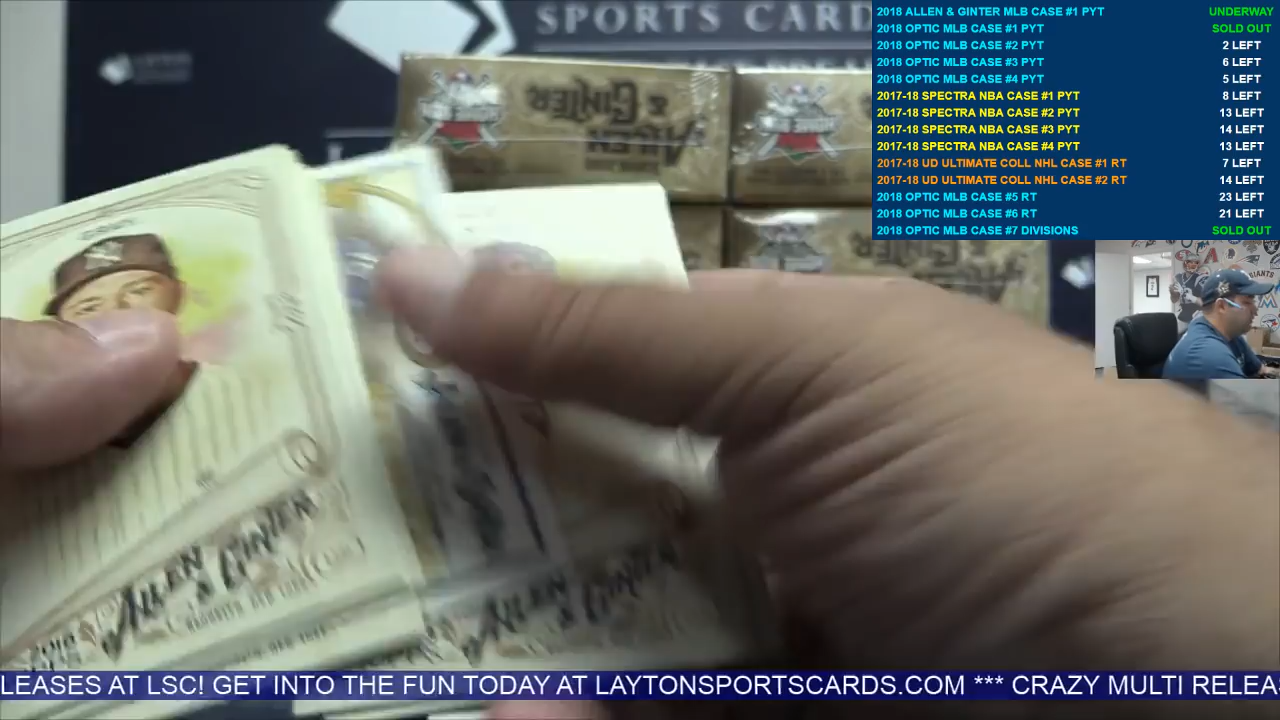 SPORTS CARDS
2018 ALLEN & GINTER MLB CASE #1 PYT UNDERWAY
2018 OPTIC MLB CASE #1 PYT SOLD OUT
2018 OPTIC MLB CASE #2 PYT 2 LEFT
2018 OPTIC MLB CASE #3 PYT 6 LEFT
2018 OPTIC MLB CASE #4 PYT 5 LEFT
2017-18 SPECTRA NBA CASE #1 PYT 8 LEFT
2017-18 SPECTRA NBA CASE #2 PYT 13 LEFT
2017-18 SPECTRA NBA CASE #3 PYT 14 LEFT
2017-18 SPECTRA NBA CASE #4 PYT 13 LEFT
2017-18 UD ULTIMATE COLL NHL CASE #1 RT 7 LEFT
2017-18 UD ULTIMATE COLL NHL CASE #2 RT 14 LEFT
2018 OPTIC MLB CASE #5 RT 23 LEFT
2018 OPTIC MLB CASE #6 RT 21 LEFT
2018 OPTIC MLB CASE #7 DIVISIONS SOLD OUT
ALLEN & GINTER
GIANTS
ALLEN & GINTER
ALLEN & GINTER
LEASES AT LSC! GET INTO THE FUN TODAY AT LAYTONSPORTSCARDS.COM *** CRAZY MULTI RELEA